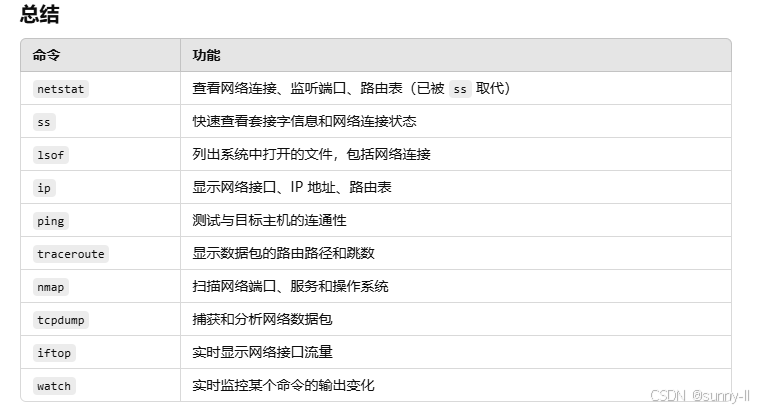 总结
命令 功能
netstat 查看网络连接、监听端口、路由表（已被 ss 取代）
ss 快速查看套接字信息和网络连接状态
lsof 列出系统中打开的文件，包括网络连接
ip 显示网络接口、IP 地址、路由表
ping 测试与目标主机的连通性
traceroute 显示数据包的路由路径和跳数
nmap 扫描网络端口、服务和操作系统
tcpdump 捕获和分析网络数据包
iftop 实时显示网络接口流量
watch 实时监控某个命令的输出变化
CSDN @sunny-ll